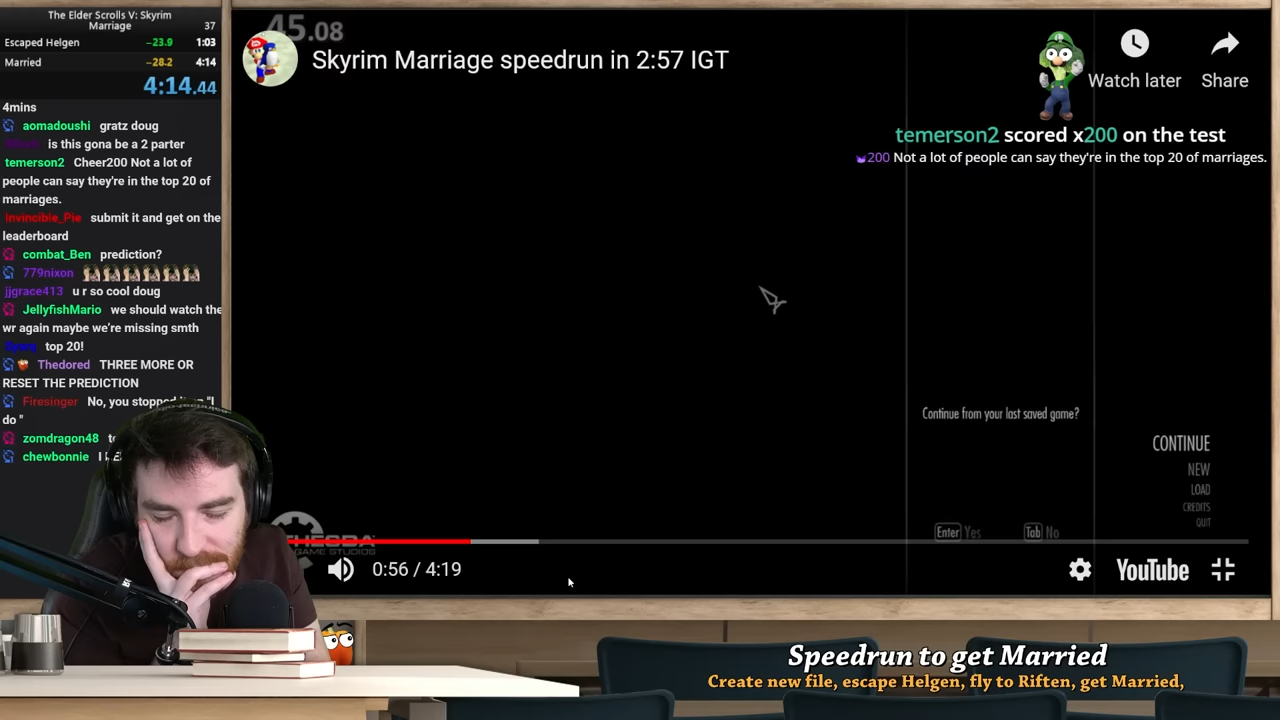 The Elder Scrolls V: Skyrim
Marriage 37
Escaped Helgen −23.9 1:03
Married −28.2 4:14
4:14.44
4mins
aomadoushi gratz doug
is this gona be a 2 parter
temerson2 Cheer200 Not a lot of
people can say they're in the top 20 of
marriages.
Invincible_Pie submit it and get on the
leaderboard
combat_Ben prediction?
779nixon
jjgrace413 u r so cool doug
JellyfishMario we should watch the
wr again maybe we're missing smth
top 20!
Thedored THREE MORE OR
RESET THE PREDICTION
Firesinger No, you stopped "I
do "
zomdragon48
chewbonnie
45.08
Skyrim Marriage speedrun in 2:57 IGT
Watch later
Share
temerson2 scored x200 on the test
200 Not a lot of people can say they're in the top 20 of marriages.
Continue from your last saved game?
CONTINUE
NEW
LOAD
CREDITS
QUIT
Enter Yes Tab No
GAME STUDIOS
0:56 / 4:19
YouTube
Speedrun to get Married
Create new file, escape Helgen, fly to Riften, get Married,